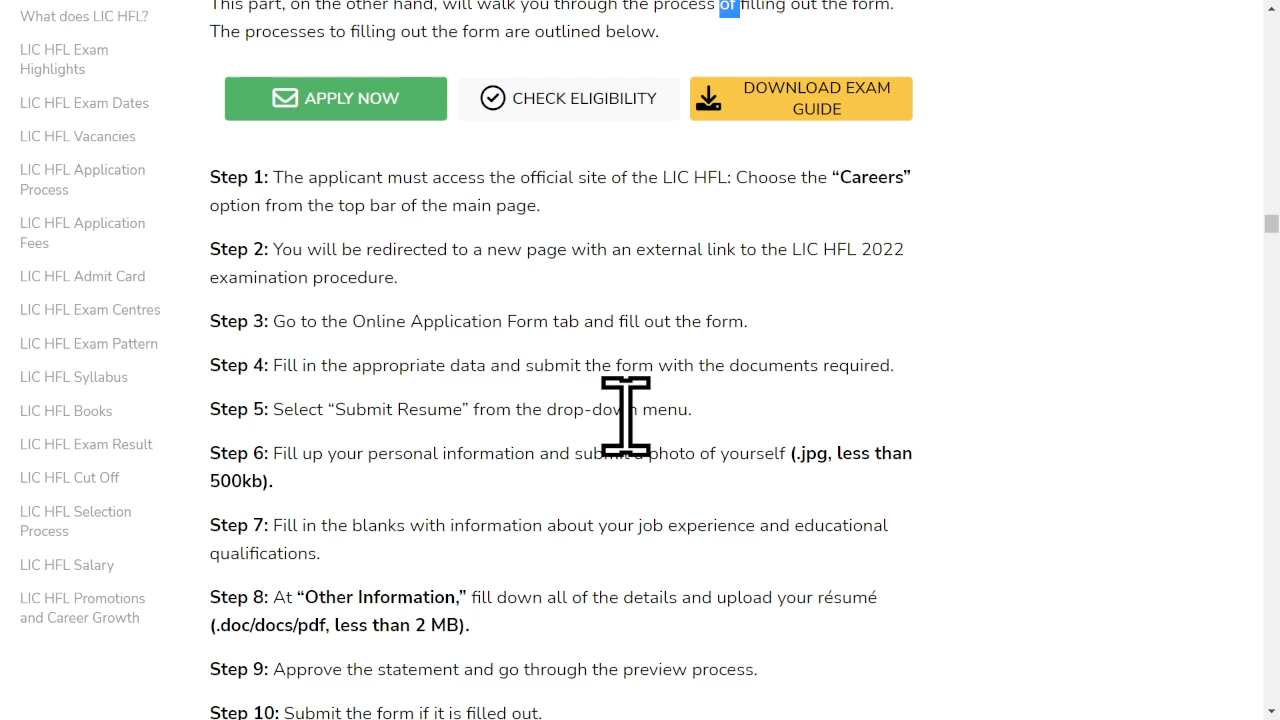 What does LIC HFL?
LIC HFL Exam
Highlights
LIC HFL Exam Dates
LIC HFL Vacancies
LIC HFL Application
Process
LIC HFL Application
Fees
LIC HFL Admit Card
LIC HFL Exam Centres
LIC HFL Exam Pattern
LIC HFL Syllabus
LIC HFL Books
LIC HFL Exam Result
LIC HFL Cut Off
LIC HFL Selection
Process
LIC HFL Salary
LIC HFL Promotions
and Career Growth
This part, on the other hand, will walk you through the process of filling out the form.
The processes to filling out the form are outlined below.
APPLY NOW
CHECK ELIGIBILITY
DOWNLOAD EXAM
GUIDE
Step 1: The applicant must access the official site of the LIC HFL: Choose the “Careers”
option from the top bar of the main page.
Step 2: You will be redirected to a new page with an external link to the LIC HFL 2022
examination procedure.
Step 3: Go to the Online Application Form tab and fill out the form.
Step 4: Fill in the appropriate data and submit the form with the documents required.
Step 5: Select “Submit Resume” from the drop-down menu.
Step 6: Fill up your personal information and submit a photo of yourself (.jpg, less than
500kb).
Step 7: Fill in the blanks with information about your job experience and educational
qualifications.
Step 8: At “Other Information,” fill down all of the details and upload your résumé
(.doc/docs/pdf, less than 2 MB).
Step 9: Approve the statement and go through the preview process.
Step 10: Submit the form if it is filled out.